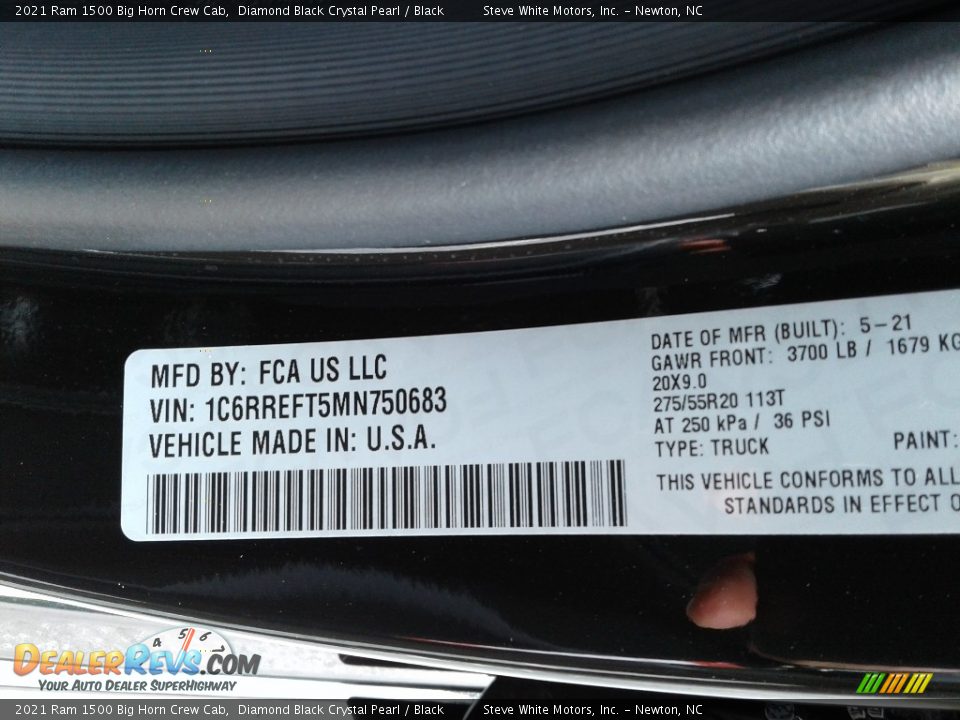 2021 Ram 1500 Big Horn Crew Cab, Diamond Black Crystal Pearl / Black Steve White Motors, Inc. - Newton, NC
MFD BY: FCA US LLC
VIN: 1C6RREFT5MN750683
VEHICLE MADE IN: U.S.A.
DATE OF MFR (BUILT): 5-21
GAWR FRONT: 3700 LB / 1679 KG
20X9.0
275/55R20 113T
AT 250 kPa / 36 PSI
TYPE: TRUCK PAINT:
THIS VEHICLE CONFORMS TO ALL
STANDARDS IN EFFECT O
4 5 6
DealerRevs.com
Your Auto Dealer SuperHighway
2021 Ram 1500 Big Horn Crew Cab, Diamond Black Crystal Pearl / Black Steve White Motors, Inc. - Newton, NC